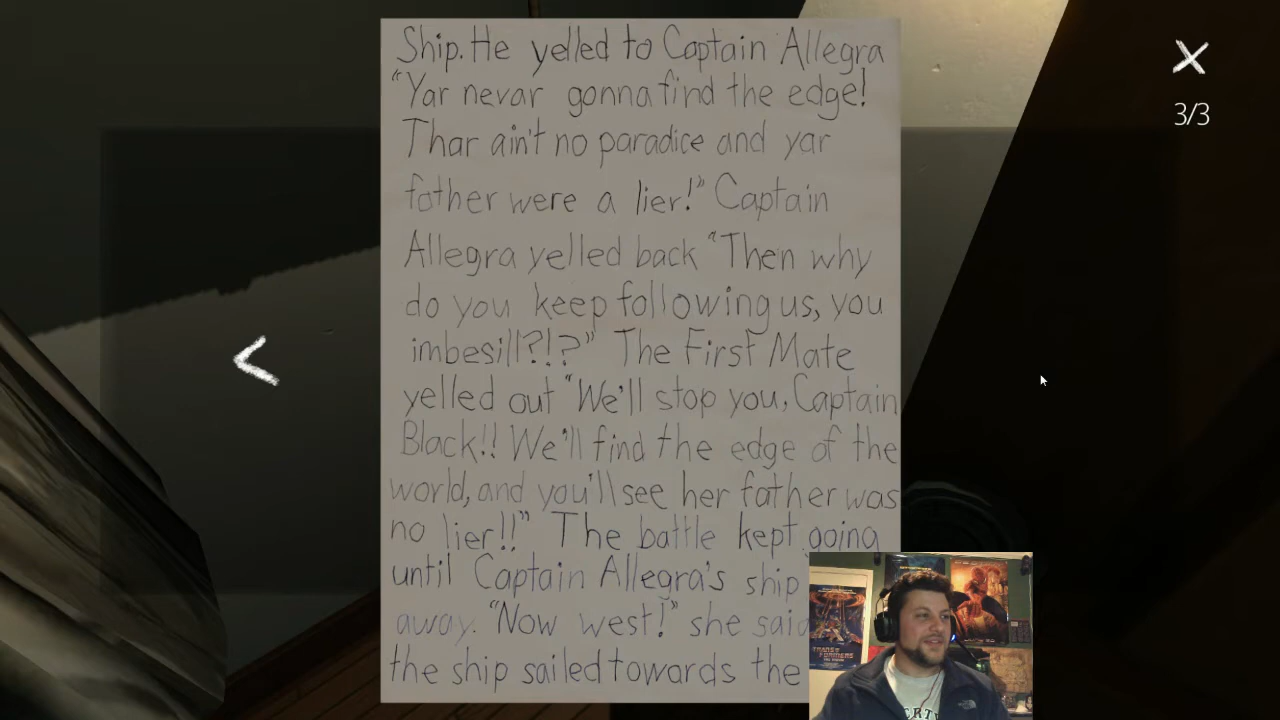 Ship. He yelled to Captain Allegra
"Yar nevar gonna find the edge!
Thar ain't no paradice and yar
father were a lier!" Captain
Allegra yelled back "Then why
do you keep following us, you
imbesill?!?" The First Mate
yelled out "We'll stop you, Captain
Black!! We'll find the edge of the
world, and you'll see her father was
no lier!!" The battle kept going
until Captain Allegra's ship
away. "Now west!" she said
the ship sailed towards the
3/3
TRANSFORMERS